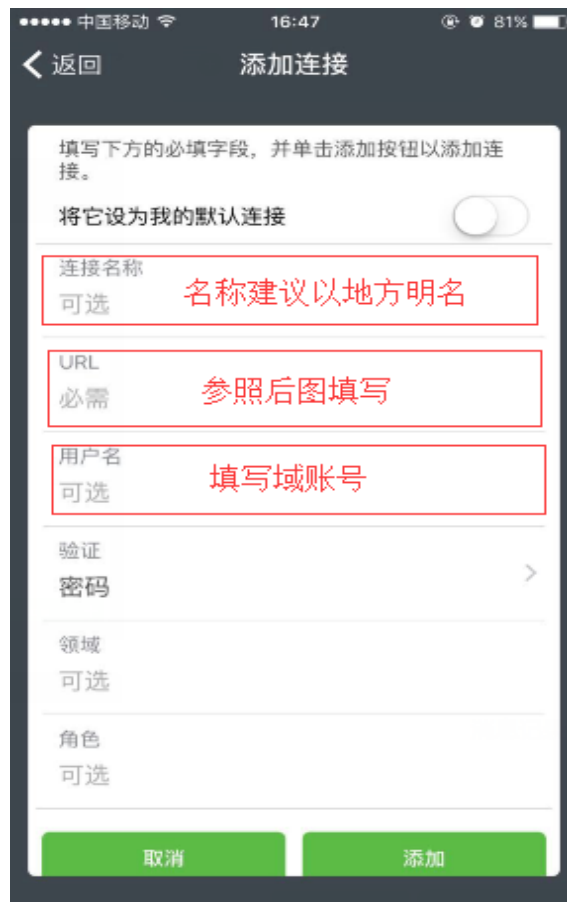 中国移动 16:47 81%
返回 添加连接
填写下方的必填字段，并单击添加按钮以添加连
接。
将它设为我的默认连接
连接名称
可选 名称建议以地方明名
URL
必需 参照后图填写
用户名
可选 填写域账号
验证
密码
领域
可选
角色
可选
取消 添加